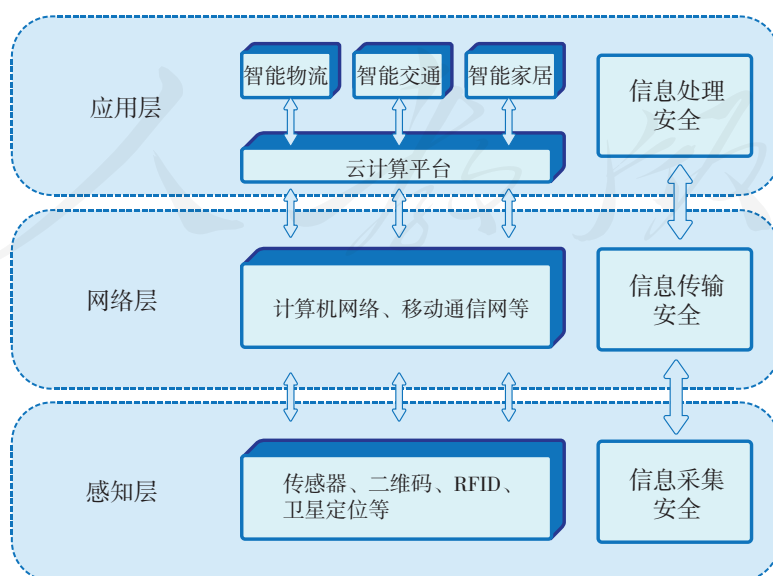 智能物流
智能交通
智能家居
应用层
信息处理
安全
云计算平台
网络层
计算机网络、移动通信网等
信息传输
安全
感知层
传感器、二维码、RFID、
卫星定位等
信息采集
安全
人教版